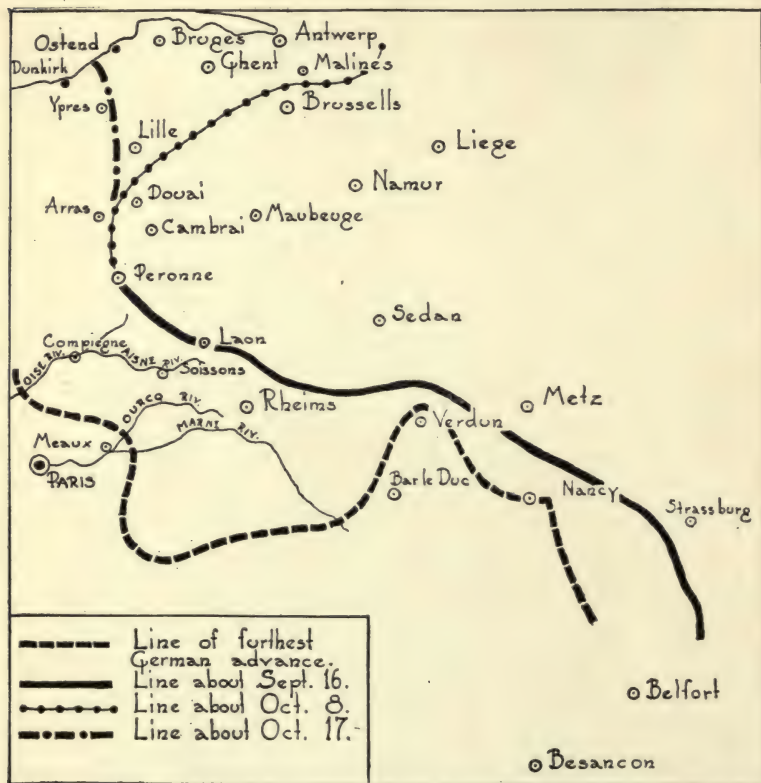 Ostend
Bruges
Antwerp
Dunkirk
Ghent
Malines
Ypres
Brussells
Lille
Liege
Namur
Douai
Arras
Maubeuge
Cambrai
Peronne
Sedan
Laon
Compiegne
OISE RIV.
AISNE RIV.
Soissons
OURCQ RIV.
Rheims
Metz
MARNE RIV.
Verdun
Meaux
PARIS
Bar le Duc
Nancy
Strassburg
Line of furthest
German advance.
Line about Sept. 16.
Line about Oct. 8.
Line about Oct. 17.
Belfort
Besancon